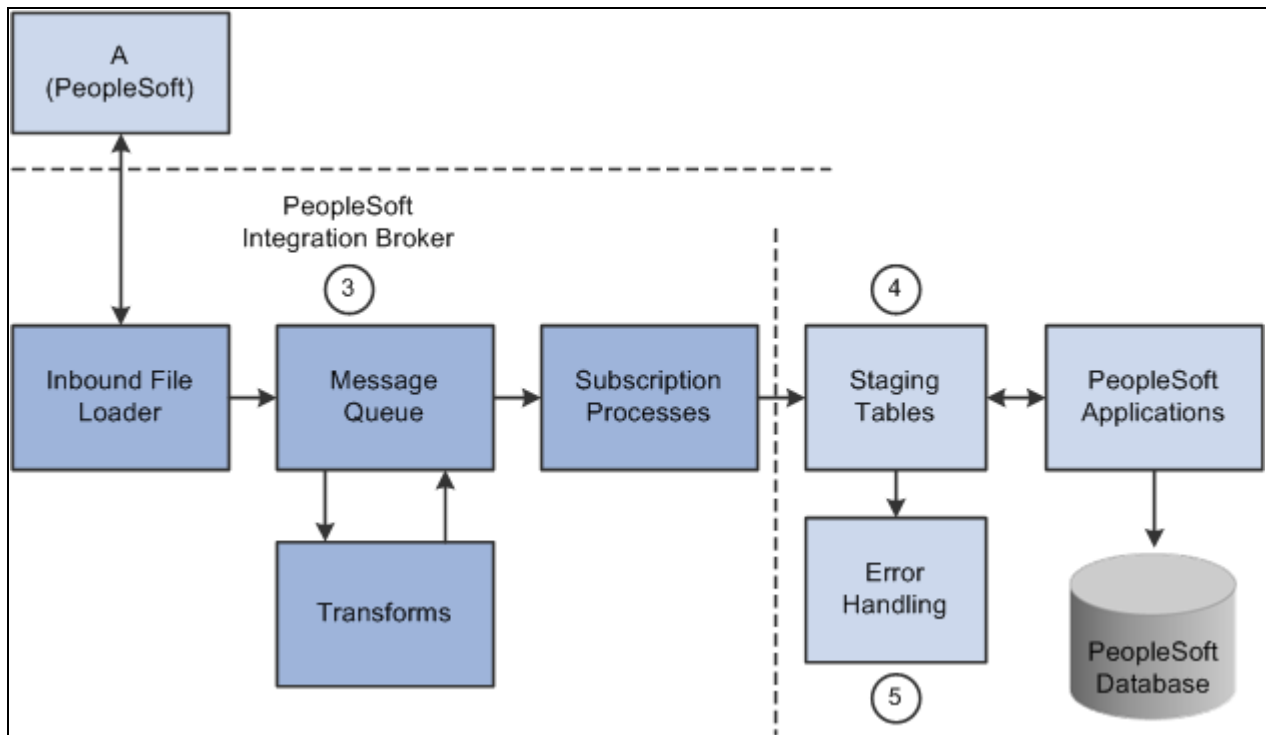 A
(PeopleSoft)
PeopleSoft
Integration Broker
3
4
Inbound File
Loader
Message
Queue
Subscription
Processes
Staging
Tables
PeopleSoft
Applications
Transforms
Error
Handling
5
PeopleSoft
Database